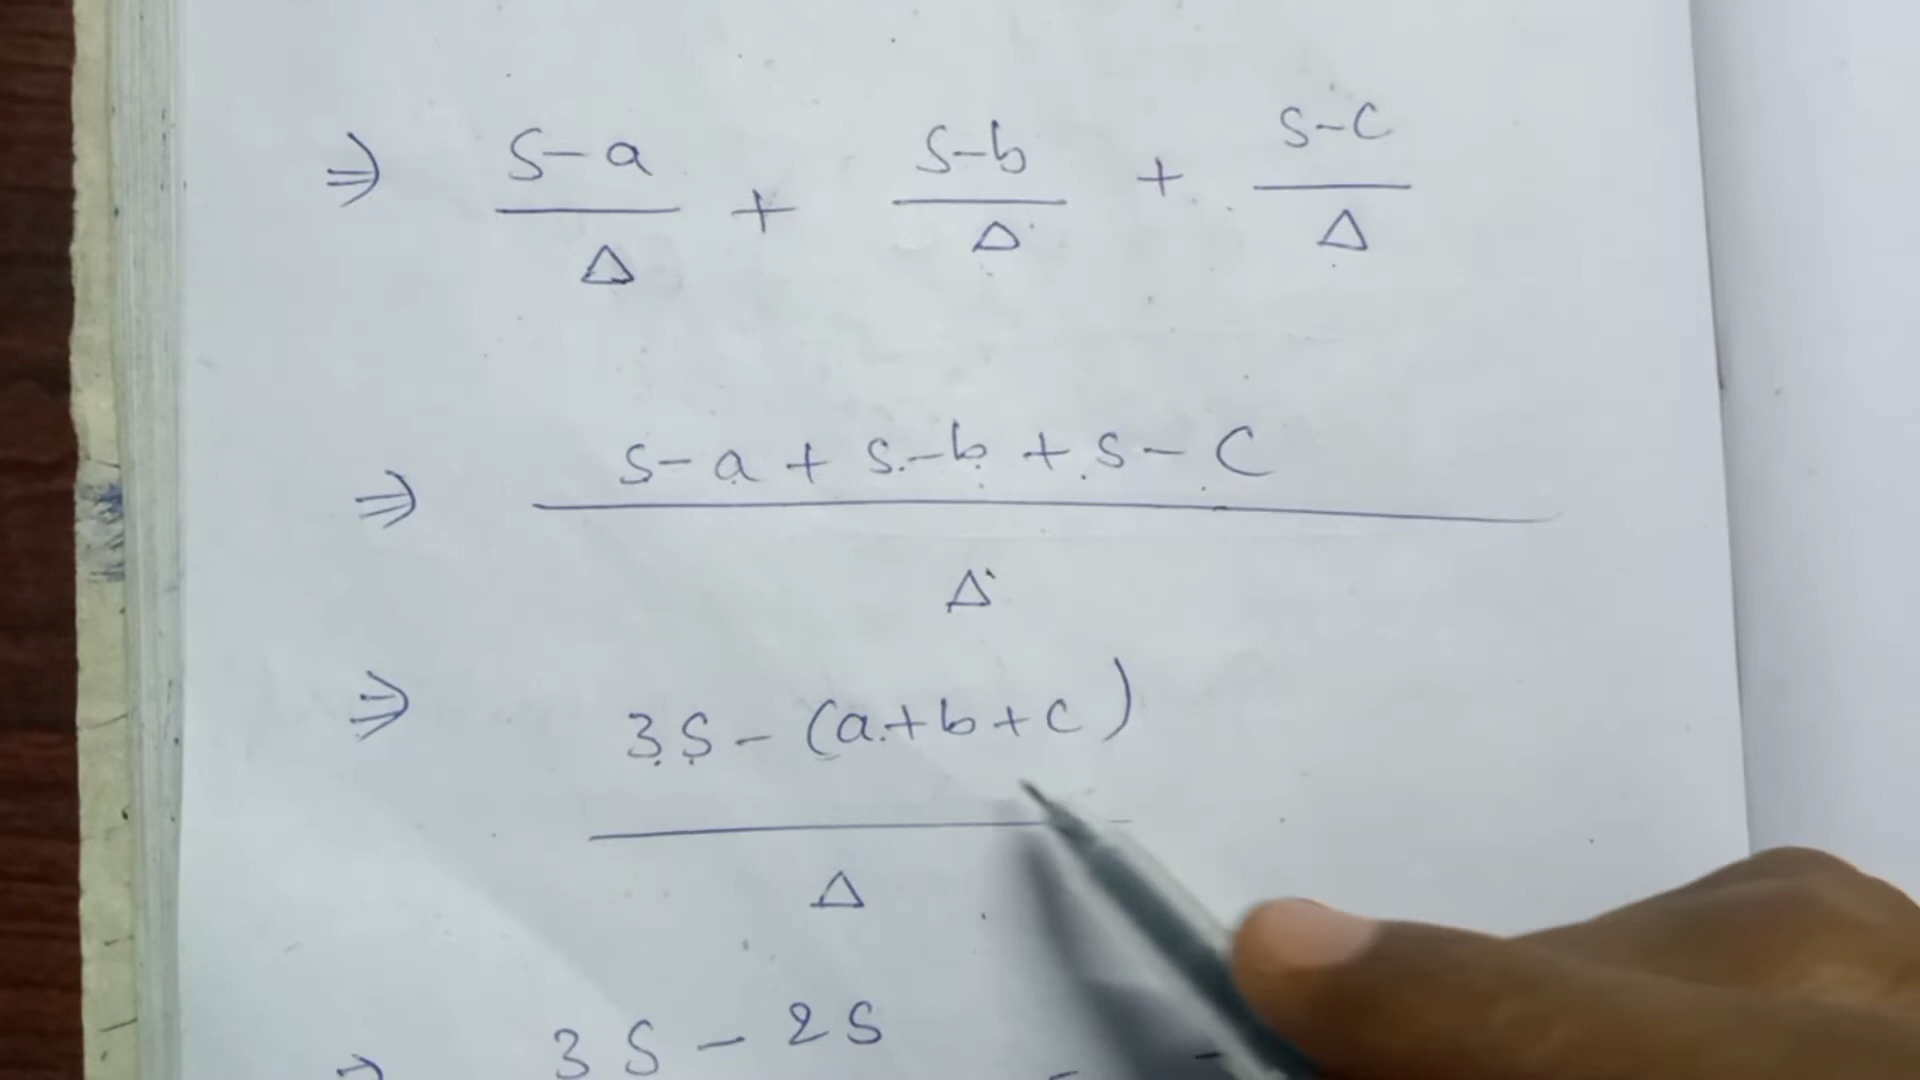 ⇒ S-a/Δ + S-b/Δ + S-c/Δ
⇒ S-a+S-b+S-C/Δ
⇒ 3S-(a+b+c)/Δ
⇒ 3S-2S